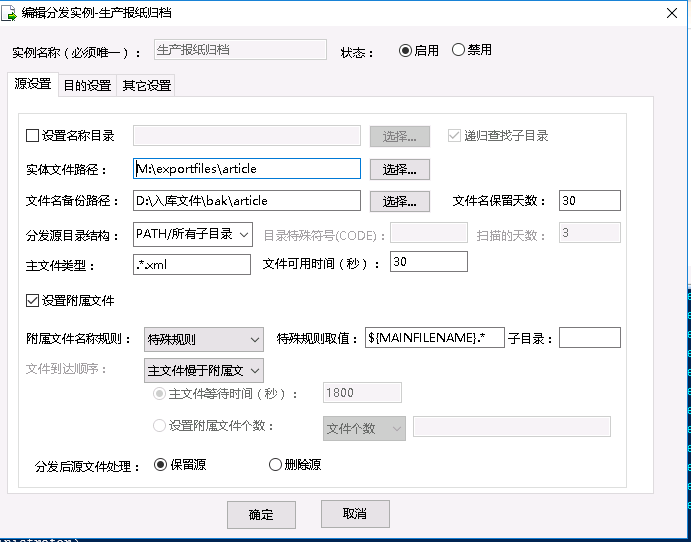 编辑分发实例-生产报纸归档
实例名称（必须唯一）： 生产报纸归档 状态： 启用 禁用
源设置 目的设置 其它设置
设置名称目录 选择... 递归查找子目录
实体文件路径： M:\exportfiles\article 选择...
文件名备份路径： D:\入库文件\bak\article 选择... 文件名保留天数： 30
分发源目录结构： PATH/所有子目录 目录特殊符号(CODE)： 扫描的天数： 3
主文件类型： .*.xml 文件可用时间（秒）： 30
设置附属文件
附属文件名称规则： 特殊规则 特殊规则取值： ${MAINFILENAME}.* 子目录：
文件到达顺序： 主文件慢于附属文
主文件等待时间（秒）： 1800
设置附属文件个数： 文件个数
分发后源文件处理： 保留源 删除源
确定 取消